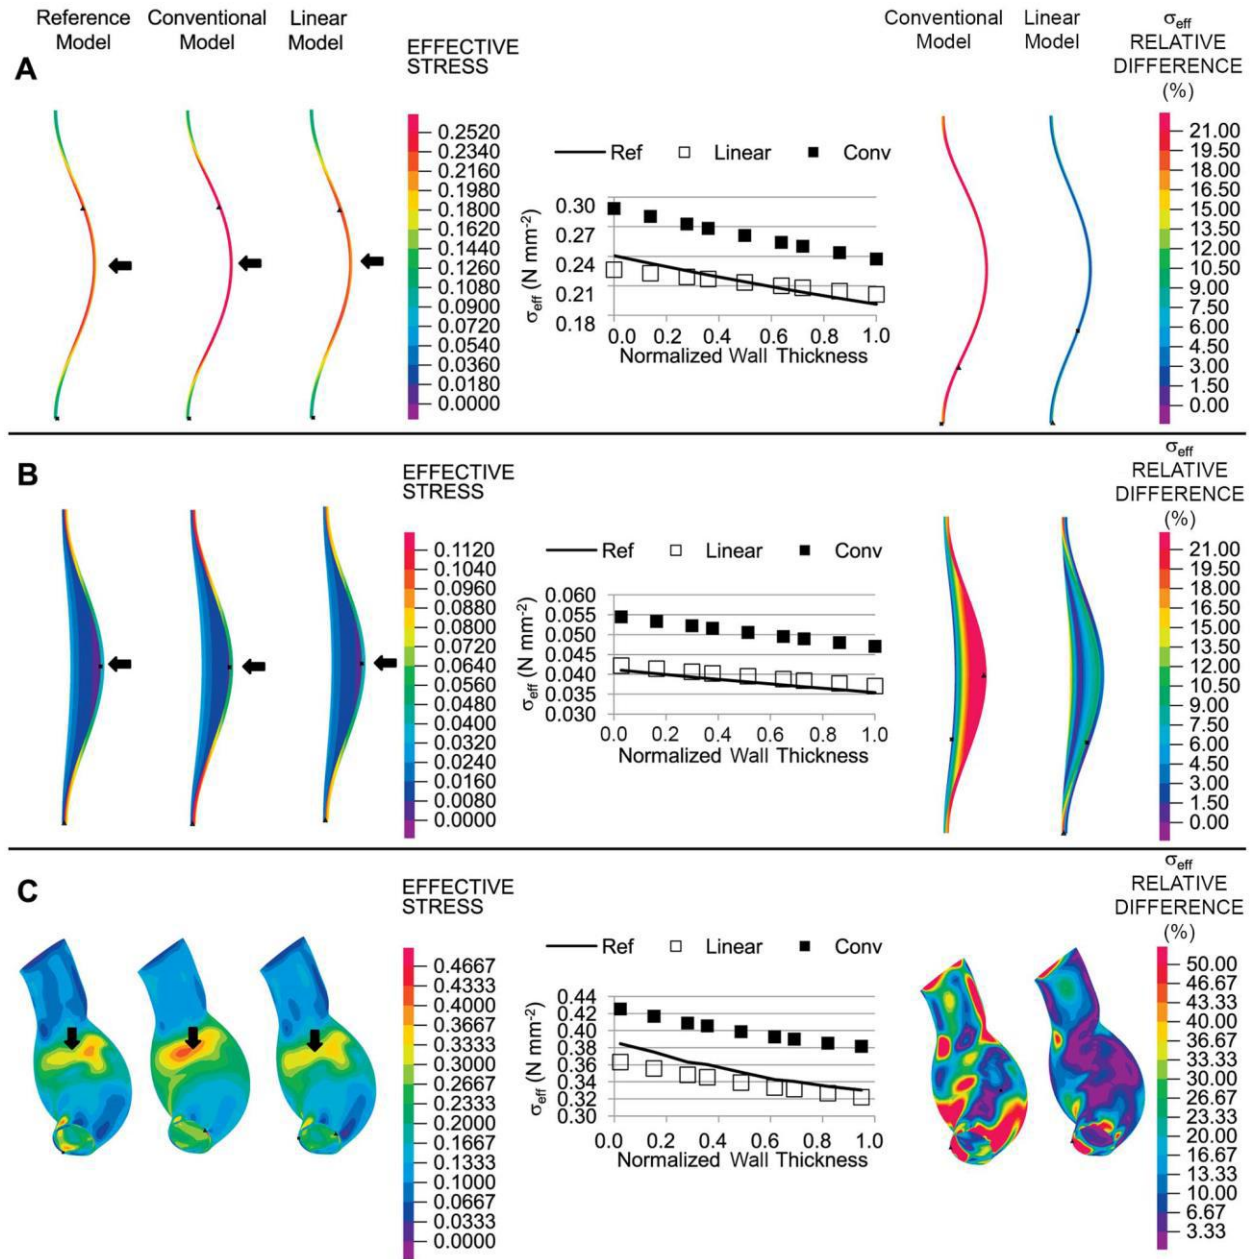 Reference
Model
Conventional
Model
Linear
Model
EFFECTIVE
STRESS
Conventional
Model
Linear
Model
σeff
RELATIVE
DIFFERENCE
(%)
A
0.2520
0.2340
0.2160
0.1980
0.1800
0.1620
0.1440
0.1260
0.1080
0.0900
0.0720
0.0540
0.0360
0.0180
0.0000
Ref Linear Conv
σeff (N mm-2)
0.30
0.27
0.24
0.21
0.18
0.0 0.2 0.4 0.6 0.8 1.0
Normalized Wall Thickness
21.00
19.50
18.00
16.50
15.00
13.50
12.00
10.50
9.00
7.50
6.00
4.50
3.00
1.50
0.00
B
EFFECTIVE
STRESS
0.1120
0.1040
0.0960
0.0880
0.0800
0.0720
0.0640
0.0560
0.0480
0.0400
0.0320
0.0240
0.0160
0.0080
0.0000
Ref Linear Conv
σeff (N mm-2)
0.060
0.055
0.050
0.045
0.040
0.035
0.030
0.0 0.2 0.4 0.6 0.8 1.0
Normalized Wall Thickness
σeff
RELATIVE
DIFFERENCE
(%)
21.00
19.50
18.00
16.50
15.00
13.50
12.00
10.50
9.00
7.50
6.00
4.50
3.00
1.50
0.00
C
EFFECTIVE
STRESS
0.4667
0.4333
0.4000
0.3667
0.3333
0.3000
0.2667
0.2333
0.2000
0.1667
0.1333
0.1000
0.0667
0.0333
0.0000
Ref Linear Conv
σeff (N mm-2)
0.44
0.42
0.40
0.38
0.36
0.34
0.32
0.30
0.0 0.2 0.4 0.6 0.8 1.0
Normalized Wall Thickness
σeff
RELATIVE
DIFFERENCE
(%)
50.00
46.67
43.33
40.00
36.67
33.33
30.00
26.67
23.33
20.00
16.67
13.33
10.00
6.67
3.33